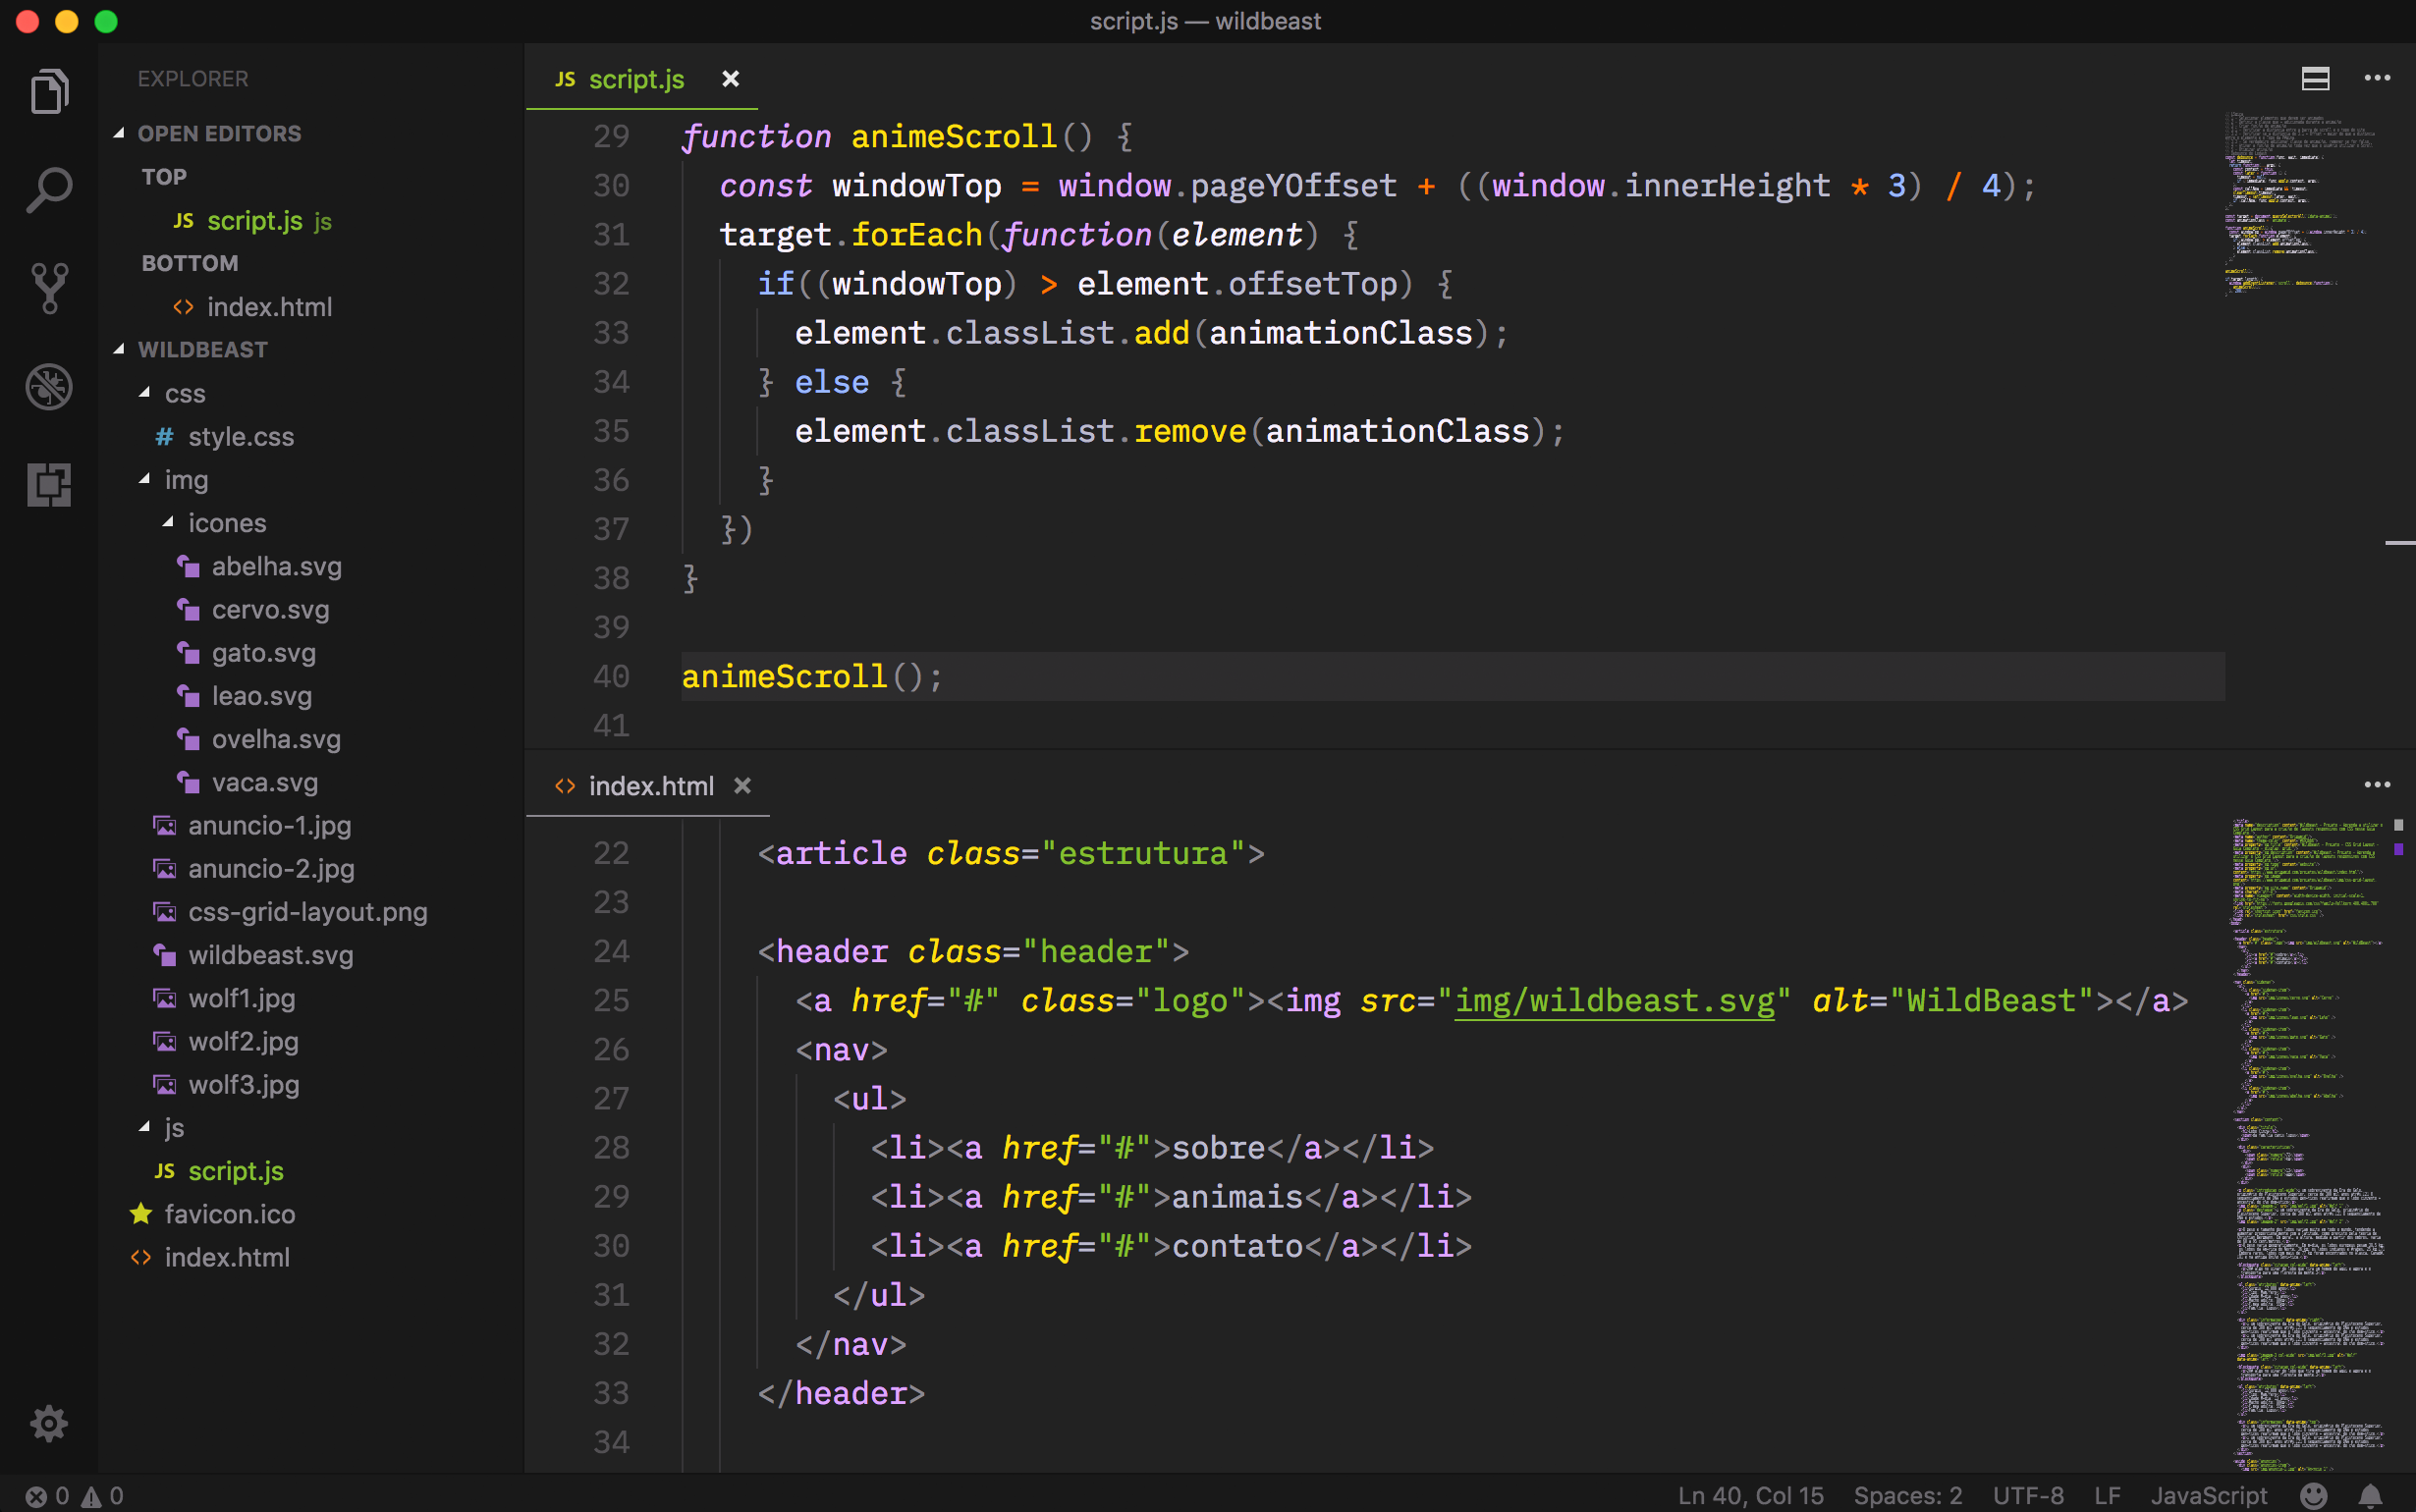 script.js — wildbeast
EXPLORER
OPEN EDITORS
TOP
JS script.js js
BOTTOM
<> index.html
WILDBEAST
css
# style.css
img
icones
abelha.svg
cervo.svg
gato.svg
leao.svg
ovelha.svg
vaca.svg
anuncio-1.jpg
anuncio-2.jpg
css-grid-layout.png
wildbeast.svg
wolf1.jpg
wolf2.jpg
wolf3.jpg
js
JS script.js
favicon.ico
<> index.html
JS script.js
29 function animeScroll() {
30   const windowTop = window.pageYOffset + ((window.innerHeight * 3) / 4);
31   target.forEach(function(element) {
32     if((windowTop) > element.offsetTop) {
33       element.classList.add(animationClass);
34     } else {
35       element.classList.remove(animationClass);
36     }
37   })
38 }
39
40 animeScroll();
41
<> index.html
22     <article class="estrutura">
23
24     <header class="header">
25       <a href="#" class="logo"><img src="img/wildbeast.svg" alt="WildBeast"></a>
26       <nav>
27         <ul>
28           <li><a href="#">sobre</a></li>
29           <li><a href="#">animais</a></li>
30           <li><a href="#">contato</a></li>
31         </ul>
32       </nav>
33     </header>
34
0 0
Ln 40, Col 15 Spaces: 2 UTF-8 LF JavaScript